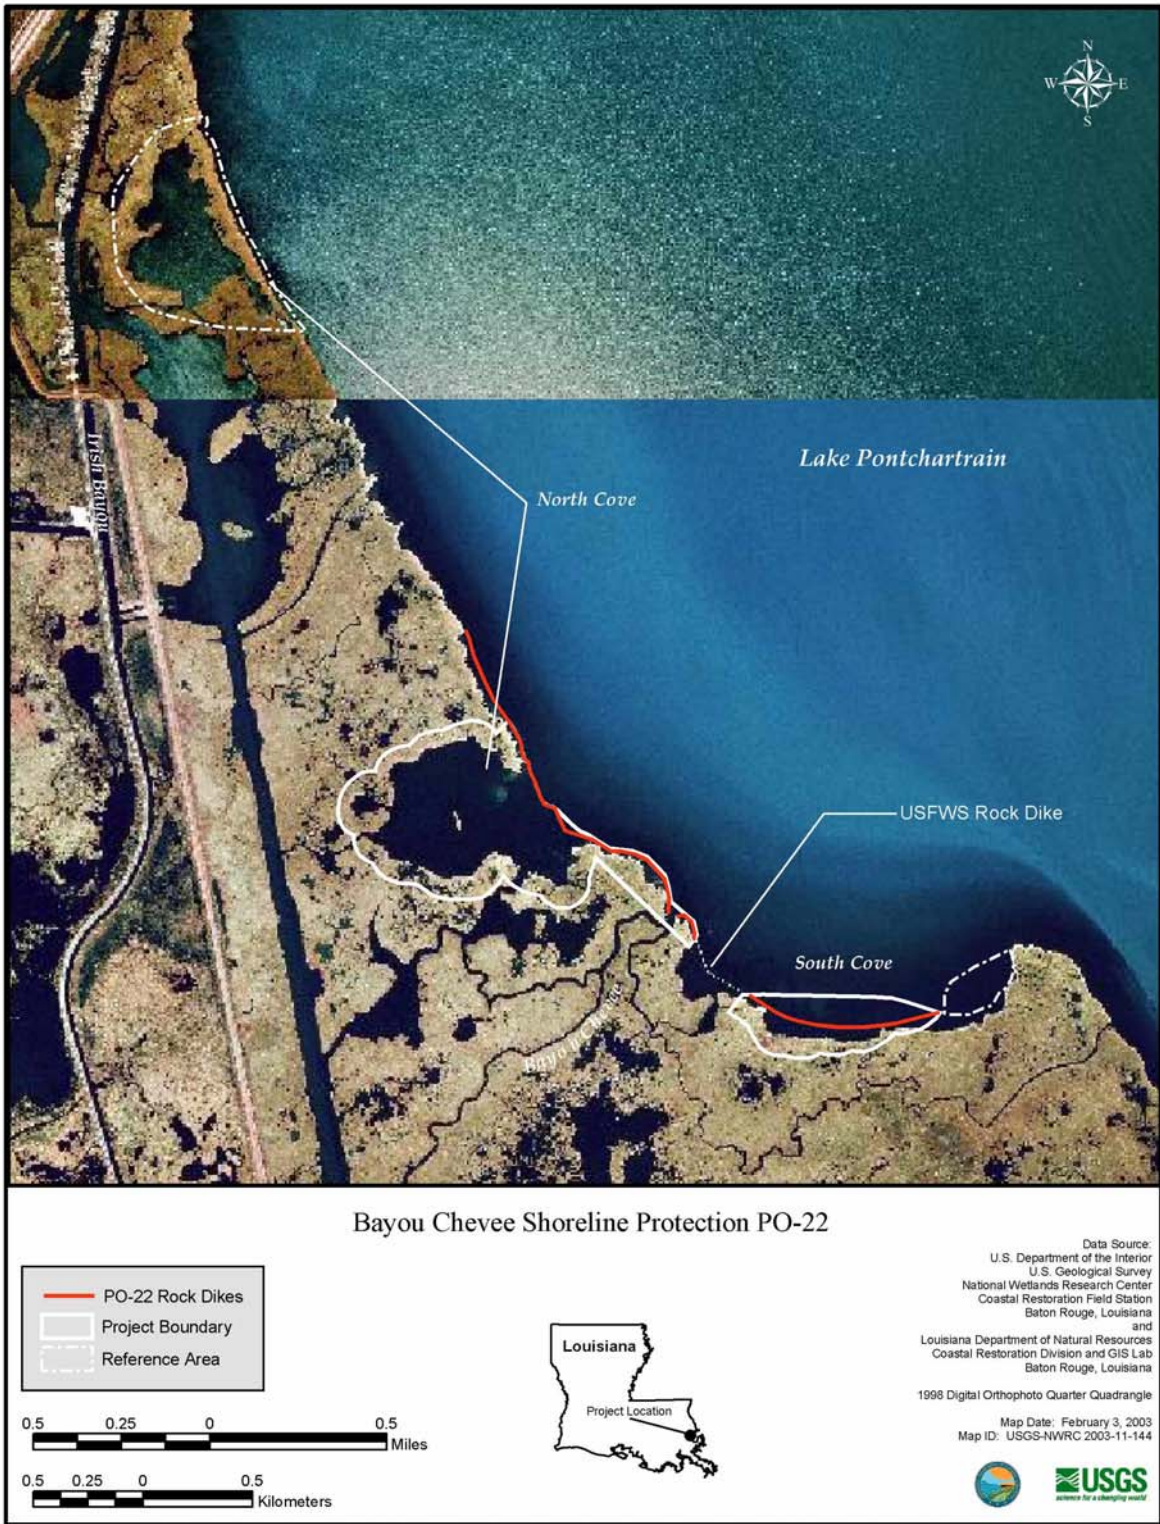 N
W E
S
Irish Bayou
Lake Pontchartrain
North Cove
USFWS Rock Dike
South Cove
Bayou Chevee
Bayou Chevee Shoreline Protection PO-22
PO-22 Rock Dikes
Project Boundary
Reference Area
0.5 0.25 0 0.5
Miles
0.5 0.25 0 0.5
Kilometers
Louisiana
Project Location
Data Source:
U.S. Department of the Interior
U.S. Geological Survey
National Wetlands Research Center
Coastal Restoration Field Station
Baton Rouge, Louisiana
and
Louisiana Department of Natural Resources
Coastal Restoration Division and GIS Lab
Baton Rouge, Louisiana
1998 Digital Orthophoto Quarter Quadrangle
Map Date: February 3, 2003
Map ID: USGS-NWRC 2003-11-144
USGS
science for a changing world